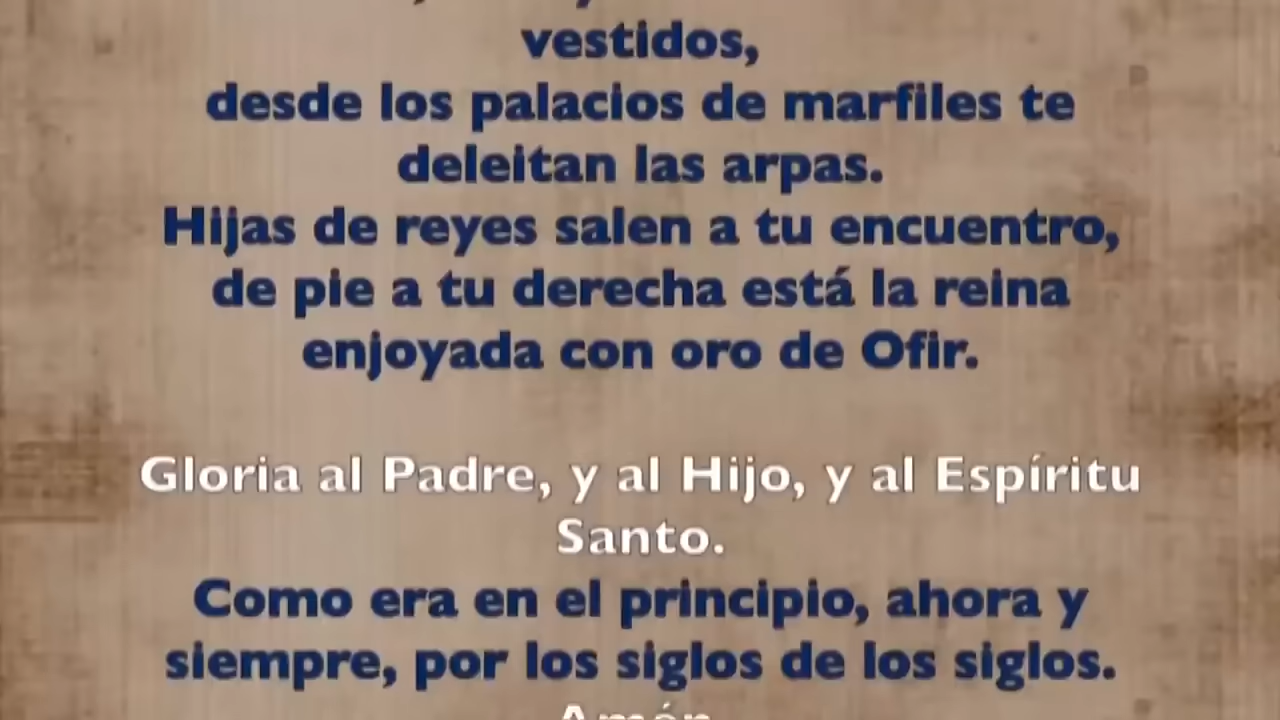 vestidos,
desde los palacios de marfiles te
deleitan las arpas.
Hijas de reyes salen a tu encuentro,
de pie a tu derecha está la reina
enjoyada con oro de Ofir.
Gloria al Padre, y al Hijo, y al Espíritu
Santo.
Como era en el principio, ahora y
siempre, por los siglos de los siglos.
Amén.